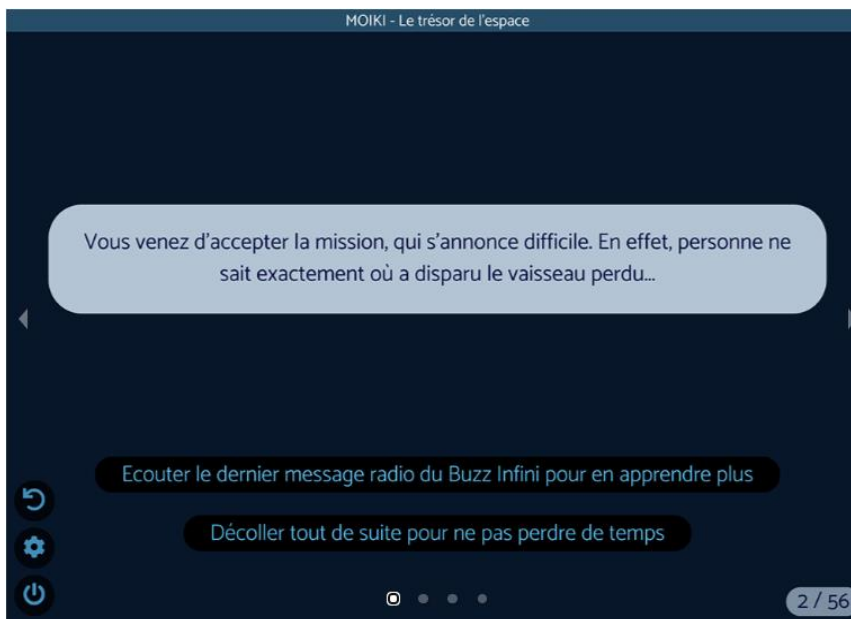 MOIKI - Le trésor de l'espace
Vous venez d'accepter la mission, qui s'annonce difficile. En effet, personne ne
sait exactement où a disparu le vaisseau perdu...
Ecouter le dernier message radio du Buzz Infini pour en apprendre plus
Décoller tout de suite pour ne pas perdre de temps
2 / 56